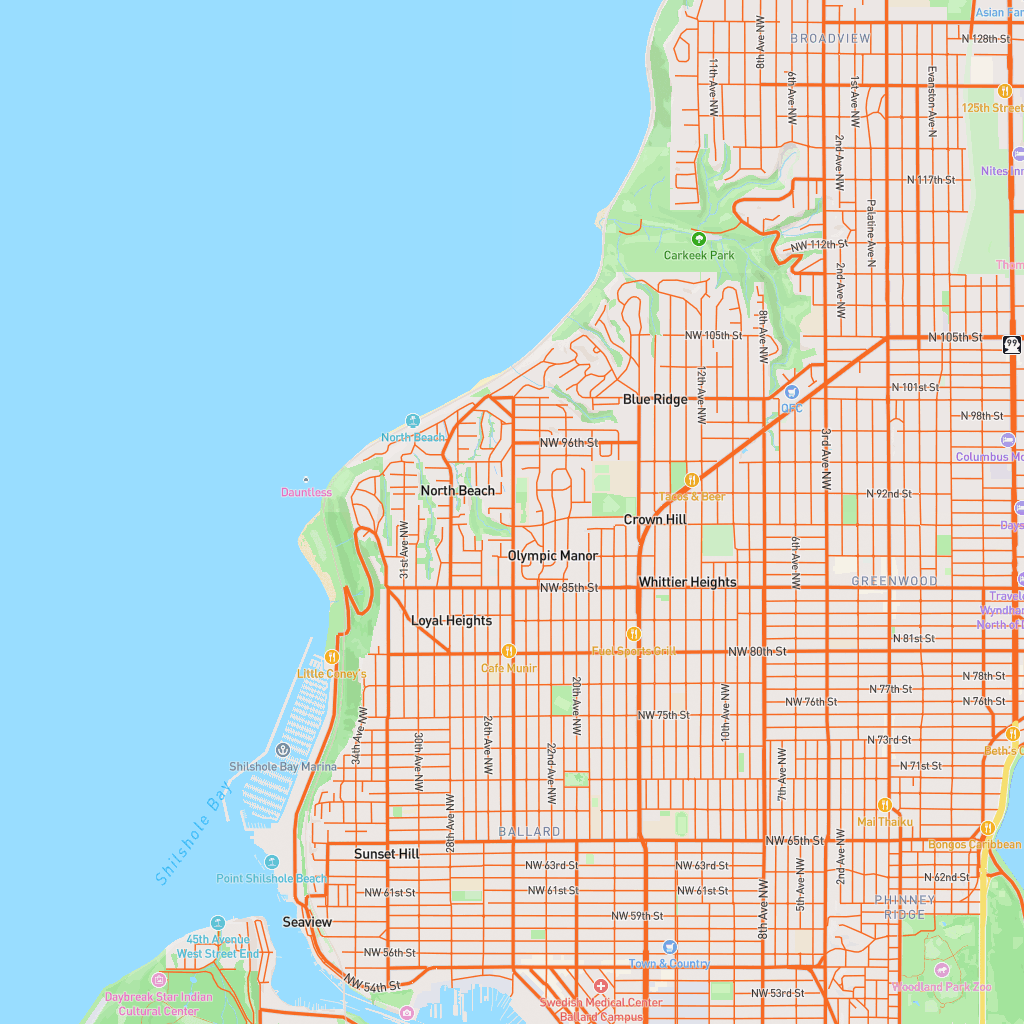 Asian Far
BROADVIEW
N 128th St
8th Ave NW
11th Ave NW
6th Ave NW
1st Ave NW
Evanston Ave N
125th Street
2nd Ave NW
Nites Inn
N 117th St
Palatine Ave N
Carkeek Park
NW 112th St
2nd Ave NW
Thom
8th Ave NW
NW 105th St
N 105th St
99
12th Ave NW
N 101st St
Blue Ridge
QFC
N 98th St
North Beach
NW 96th St
3rd Ave NW
Columbus Mo
Dauntless
North Beach
Tacos & Beer
N 92nd St
Crown Hill
Days
31st Ave NW
Olympic Manor
6th Ave NW
Whittier Heights
GREENWOOD
NW 85th St
Travelo
Wyndham
North of L
Loyal Heights
N 81st St
NW 80th St
Cafe Munir
Fuel Sports Grill
Little Coney's
N 78th St
N 77th St
20th Ave NW
10th Ave NW
NW 76th St
N 76th St
NW 75th St
34th Ave NW
30th Ave NW
26th Ave NW
N 73rd St
Beth's C
Shilshole Bay Marina
22nd Ave NW
7th Ave NW
N 71st St
Shilshole Bay
28th Ave NW
Mai Thaiku
BALLARD
NW 65th St
Bongos Caribbean
Sunset Hill
2nd Ave NW
NW 63rd St
NW 63rd St
Point Shilshole Beach
N 62nd St
NW 61st St
NW 61st St
NW 61st St
5th Ave NW
8th Ave NW
PHINNEY
RIDGE
NW 59th St
Seaview
45th Avenue
West Street End
NW 56th St
Town & Country
NW 54th St
Woodland Park Zoo
NW 53rd St
Daybreak Star Indian
Cultural Center
Swedish Medical Center
Ballard Campus